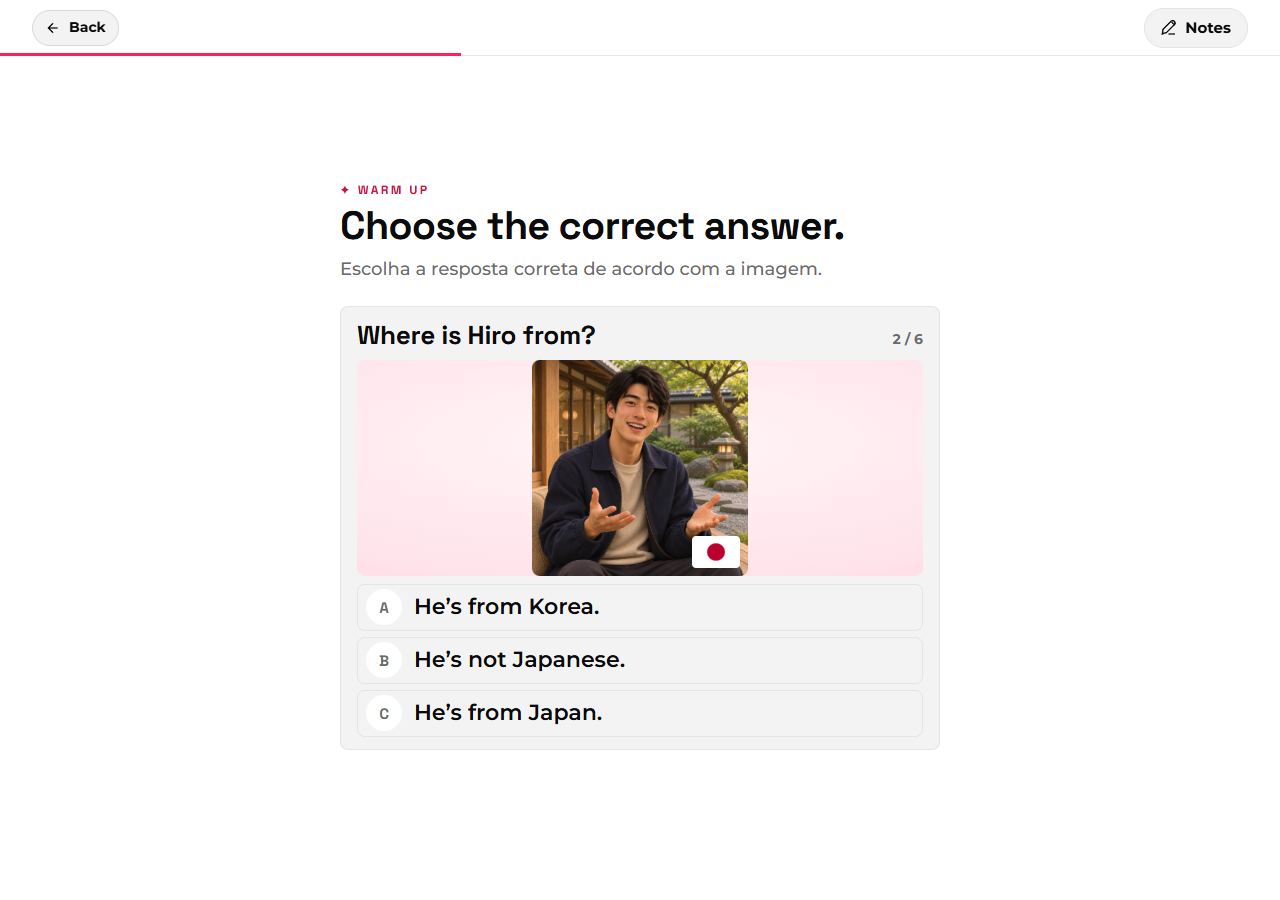 Back
Notes
✦ WARM UP
Choose the correct answer.
Escolha a resposta correta de acordo com a imagem.
Where is Hiro from?
2 / 6
A He’s from Korea.
B He’s not Japanese.
C He’s from Japan.